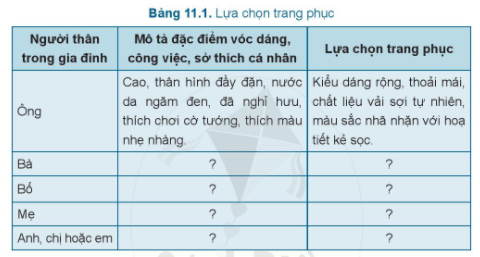 Bảng 11.1. Lựa chọn trang phục
Người thân
trong gia đình
Mô tả đặc điểm vóc dáng,
công việc, sở thích cá nhân
Lựa chọn trang phục
Ông
Cao, thân hình đầy đặn, nước
da ngăm đen, đã nghỉ hưu,
thích chơi cờ tướng, thích màu
nhẹ nhàng.
Kiểu dáng rộng, thoải mái,
chất liệu vải sợi tự nhiên,
màu sắc nhã nhặn với hoạ
tiết kẻ sọc.
Bà
?
?
Bố
?
?
Mẹ
?
?
Anh, chị hoặc em
?
?